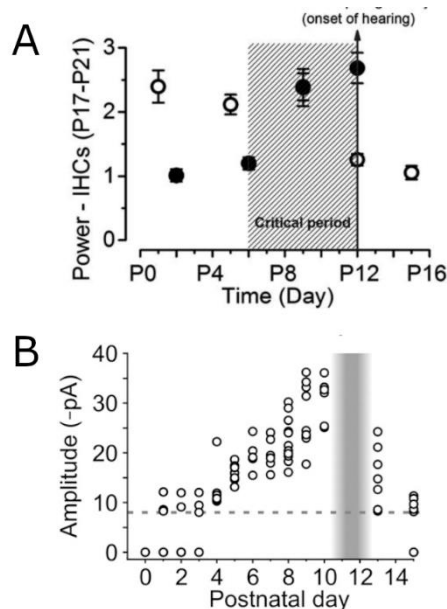 (onset of hearing)
A
Power - IHCs (P17-P21)
3
2
1
0
Critical period
P0 P4 P8 P12 P16
Time (Day)
B
Amplitude (-pA)
40
30
20
10
0
0 2 4 6 8 10 12 14
Postnatal day